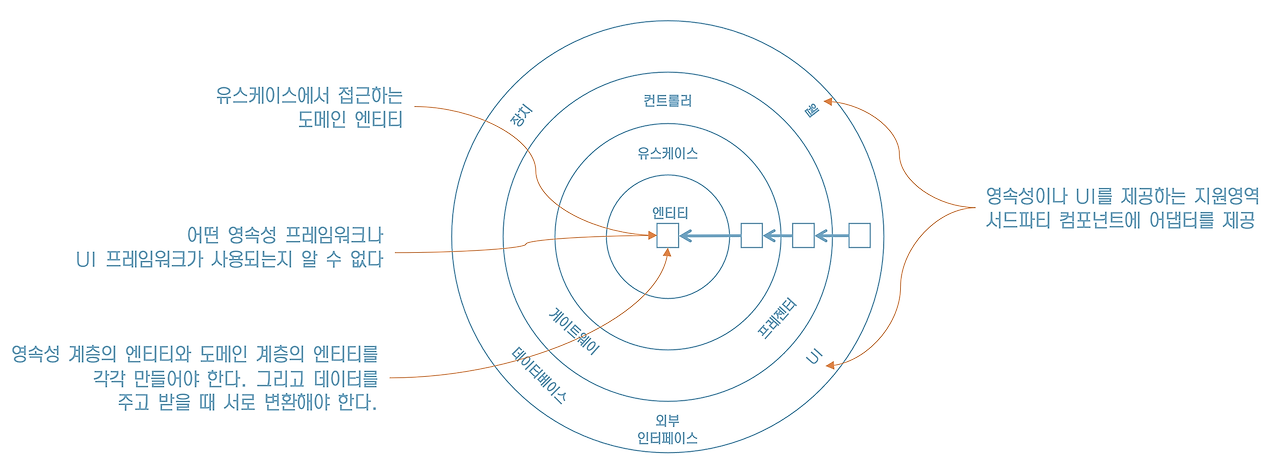 유스케이스에서 접근하는
도메인 엔티티
어떤 영속성 프레임워크나
UI 프레임워크가 사용되는지 알 수 없다
영속성 계층의 엔티티와 도메인 계층의 엔티티를
각각 만들어야 한다. 그리고 데이터를
주고 받을 때 서로 변환해야 한다.
장치
컨트롤러
웹
유스케이스
엔티티
게이트웨이
프레젠터
데이터베이스
UI
외부
인터페이스
영속성이나 UI를 제공하는 지원영역
서드파티 컴포넌트에 어댑터를 제공